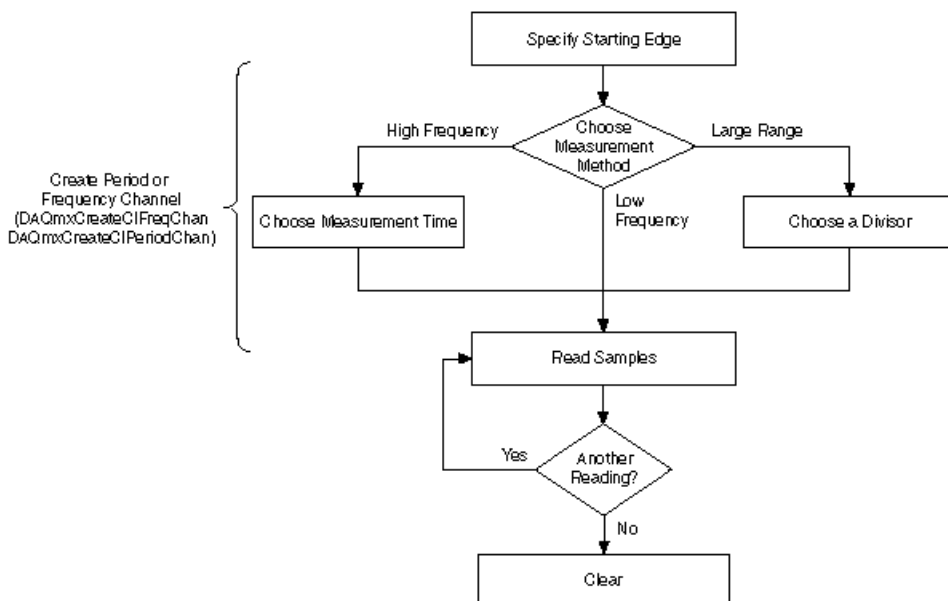 Specify Starting Edge
High Frequency
Choose
Measurement
Method
Large Range
Create Period or
Frequency Channel
(DAQmxCreateCIFreqChan
DAQmxCreateCIPeriodChan)
Choose Measurement Time
Low
Frequency
Choose a Divisor
Read Samples
Yes
Another
Reading?
No
Clear